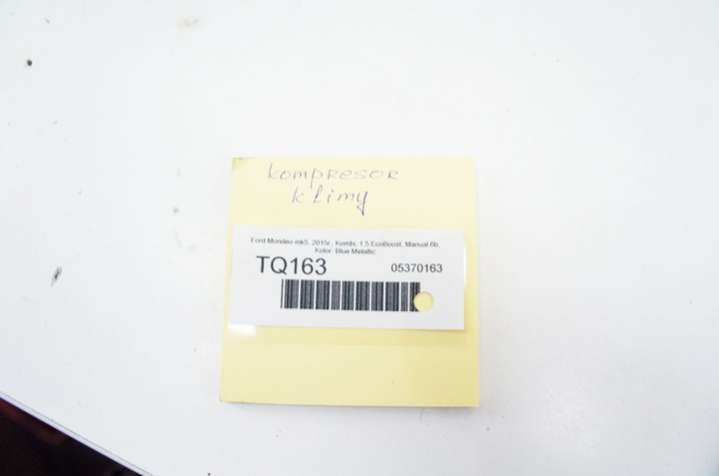 kompresor
klimy
Ford Mondeo mk5, 2015r., Kombi, 1.5 EcoBoost, Manual 6b.
Kolor: Blue Metallic
TQ163
05370163